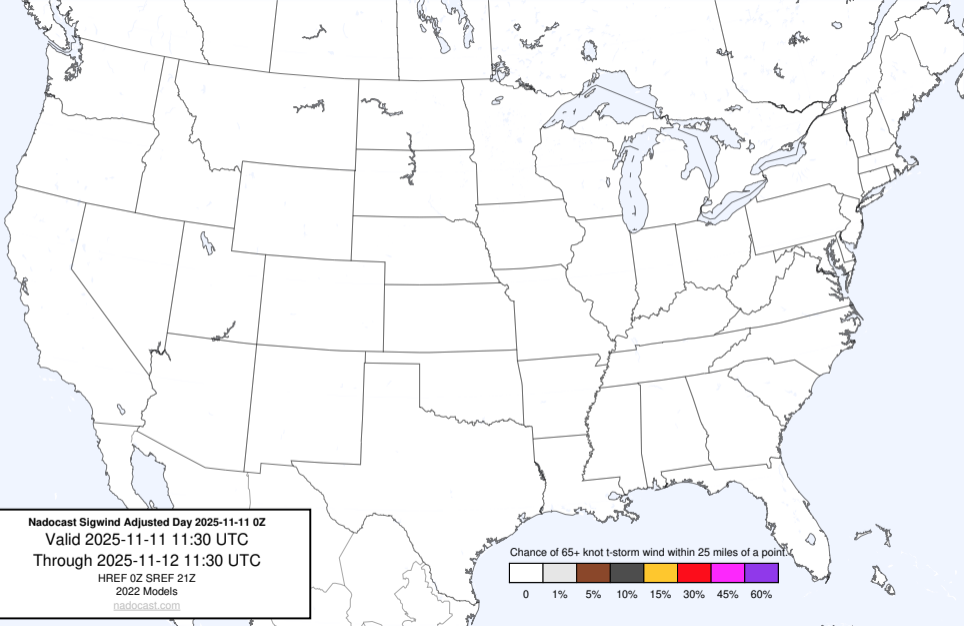 Nadocast Sigwind Adjusted Day 2025-11-11 0Z
Valid 2025-11-11 11:30 UTC
Through 2025-11-12 11:30 UTC
HREF 0Z SREF 21Z
2022 Models
nadocast.com
Chance of 65+ knot t-storm wind within 25 miles of a point.
0 1% 5% 10% 15% 30% 45% 60%